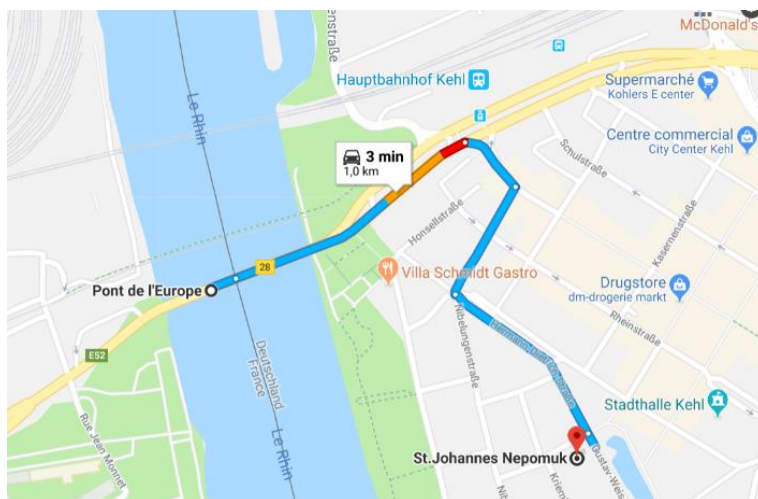 McDonald's
Hauptbahnhof Kehl
Supermarché
Kohlers E center
Centre commercial
City Center Kehl
3 min
1,0 km
Schulstraße
Kasernenstraße
Honsellstraße
Villa Schmidt Gastro
28
Pont de l'Europe
Drugstore
dm-drogerie markt
Rheinstraße
Nibelungenstraße
E52
Deutschland
France
Le Rhin
Le Rhin
Rue Jean Monnet
Stadthalle Kehl
St.Johannes Nepomuk